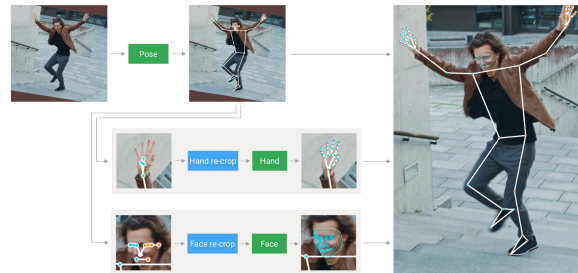 Pose
Hand re-crop
Hand
Face re-crop
Face